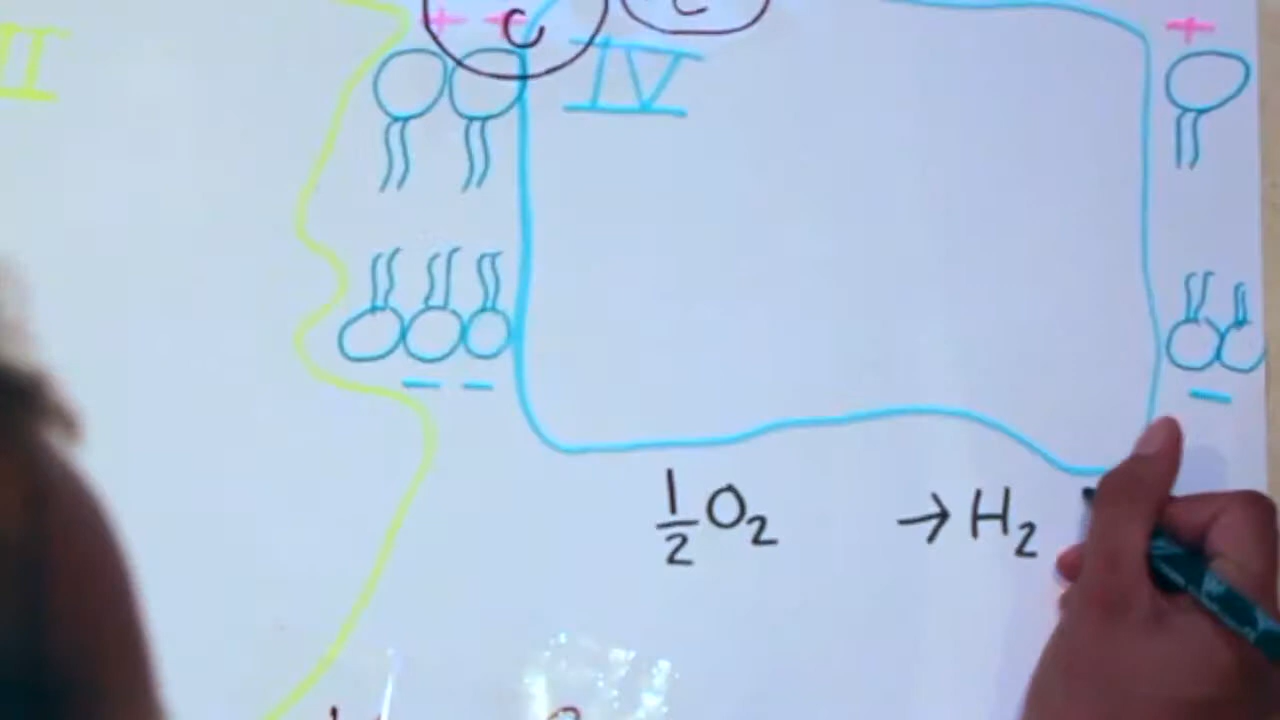 + + C C +
II IV
— — —
½O₂ → H₂